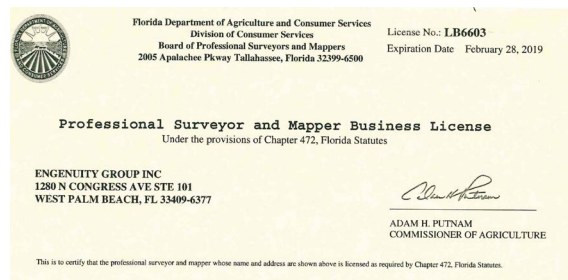 Florida Department of Agriculture and Consumer Services
Division of Consumer Services
Board of Professional Surveyors and Mappers
2005 Apalachee Pkway Tallahassee, Florida 32399-6500
License No.: LB6603
Expiration Date February 28, 2019
Professional Surveyor and Mapper Business License
Under the provisions of Chapter 472, Florida Statutes
ENGENUITY GROUP INC
1280 N CONGRESS AVE STE 101
WEST PALM BEACH, FL 33409-6377
ADAM H. PUTNAM
COMMISSIONER OF AGRICULTURE
This is to certify that the professional surveyor and mapper whose name and address are shown above is licensed as required by Chapter 472, Florida Statutes.